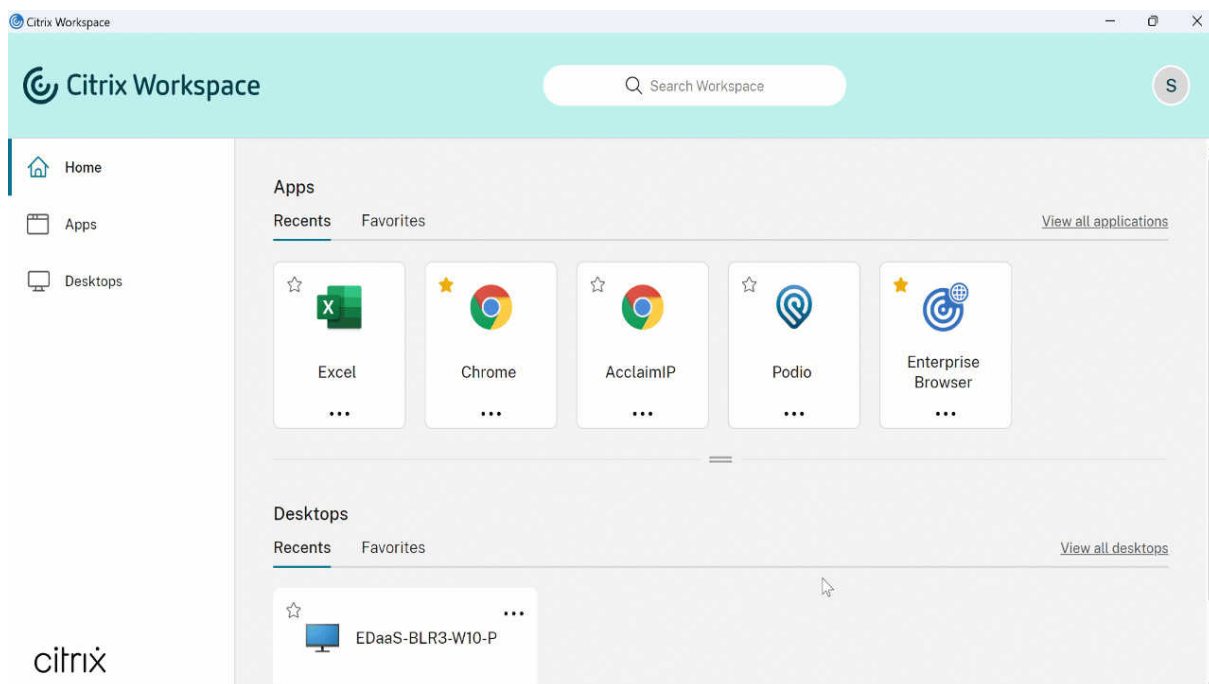 Citrix Workspace
Citrix Workspace
Search Workspace
S
Home
Apps
Desktops
Apps
Recents Favorites
View all applications
Excel
Chrome
AcclaimIP
Podio
Enterprise
Browser
Desktops
Recents Favorites
View all desktops
EDaaS-BLR3-W10-P
citrix